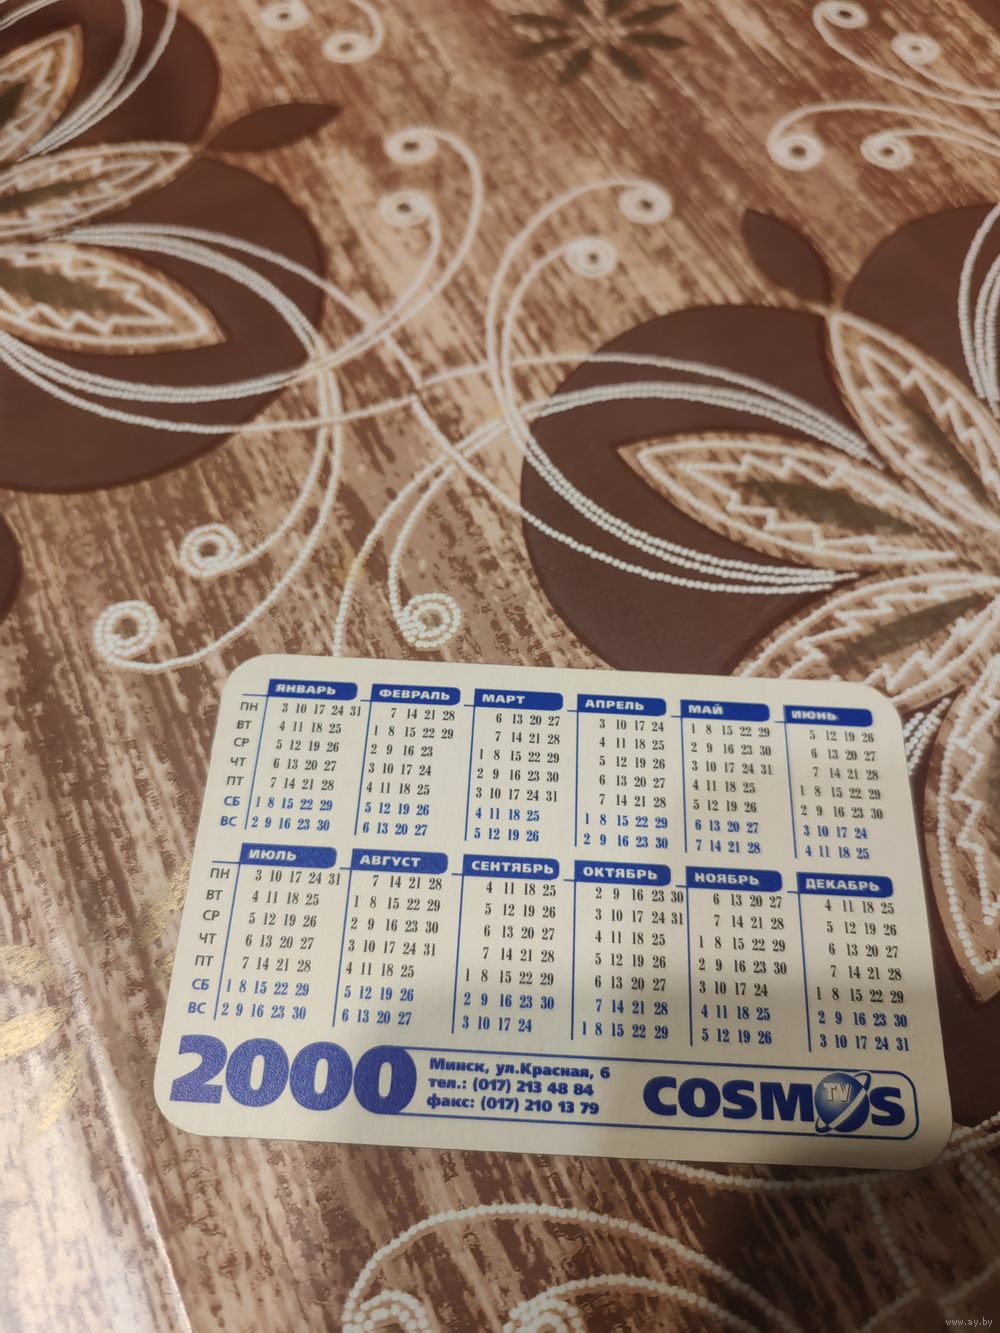 ЯНВАРЬ ФЕВРАЛЬ МАРТ АПРЕЛЬ МАЙ ИЮНЬ
ПН 3 10 17 24 31 7 14 21 28 6 13 20 27 3 10 17 24 1 8 15 22 29 5 12 19 26
ВТ 4 11 18 25 1 8 15 22 29 7 14 21 28 4 11 18 25 2 9 16 23 30 6 13 20 27
СР 5 12 19 26 2 9 16 23 1 8 15 22 29 5 12 19 26 3 10 17 24 31 7 14 21 28
ЧТ 6 13 20 27 3 10 17 24 2 9 16 23 30 6 13 20 27 4 11 18 25 1 8 15 22 29
ПТ 7 14 21 28 4 11 18 25 3 10 17 24 31 7 14 21 28 5 12 19 26 2 9 16 23 30
СБ 1 8 15 22 29 5 12 19 26 4 11 18 25 1 8 15 22 29 6 13 20 27 3 10 17 24
ВС 2 9 16 23 30 6 13 20 27 5 12 19 26 2 9 16 23 30 7 14 21 28 4 11 18 25
ИЮЛЬ АВГУСТ СЕНТЯБРЬ ОКТЯБРЬ НОЯБРЬ ДЕКАБРЬ
ПН 3 10 17 24 31 7 14 21 28 4 11 18 25 2 9 16 23 30 6 13 20 27 4 11 18 25
ВТ 4 11 18 25 1 8 15 22 29 5 12 19 26 3 10 17 24 31 7 14 21 28 5 12 19 26
СР 5 12 19 26 2 9 16 23 30 6 13 20 27 4 11 18 25 1 8 15 22 29 6 13 20 27
ЧТ 6 13 20 27 3 10 17 24 31 7 14 21 28 5 12 19 26 2 9 16 23 30 7 14 21 28
ПТ 7 14 21 28 4 11 18 25 1 8 15 22 29 6 13 20 27 3 10 17 24 1 8 15 22 29
СБ 1 8 15 22 29 5 12 19 26 2 9 16 23 30 7 14 21 28 4 11 18 25 2 9 16 23 30
ВС 2 9 16 23 30 6 13 20 27 3 10 17 24 1 8 15 22 29 5 12 19 26 3 10 17 24 31
2000
Минск, ул.Красная, 6
тел.: (017) 213 48 84
факс: (017) 210 13 79
COSMOS TV
www.ay.by